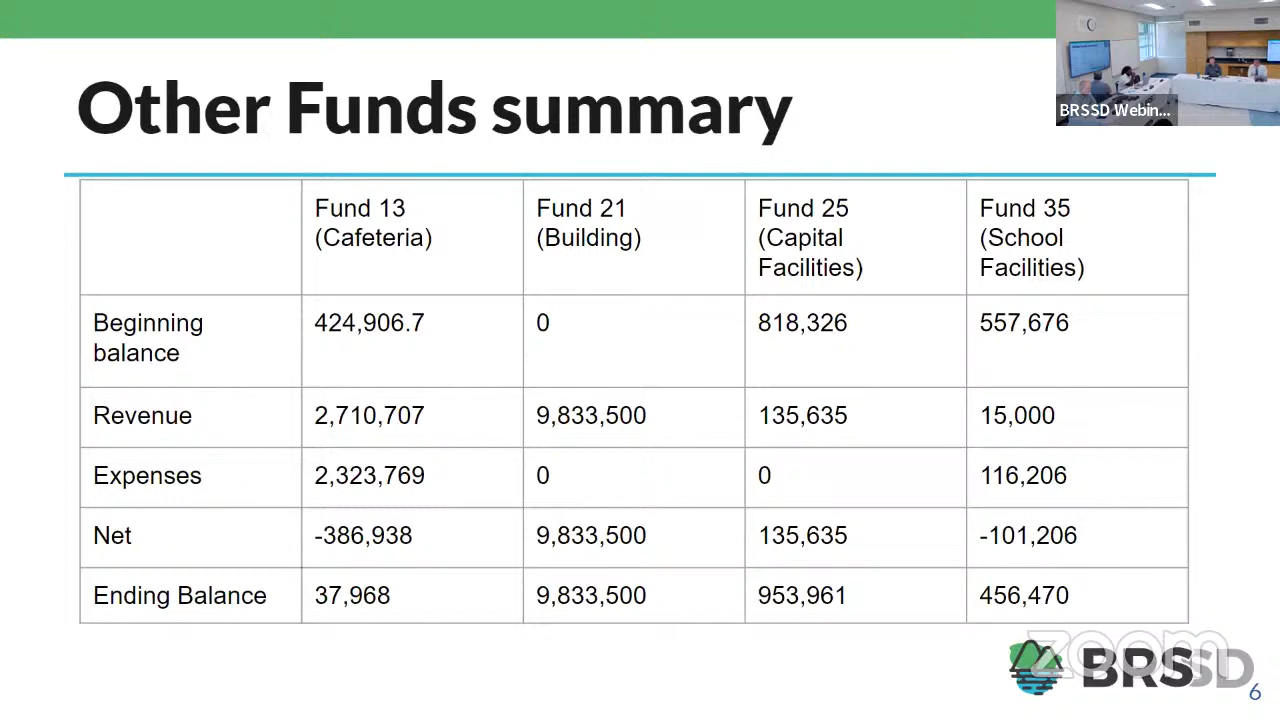 BRSSD Webin...
Other Funds summary
Fund 13
(Cafeteria)
Fund 21
(Building)
Fund 25
(Capital
Facilities)
Fund 35
(School
Facilities)
Beginning
balance
424,906.7
0
818,326
557,676
Revenue
2,710,707
9,833,500
135,635
15,000
Expenses
2,323,769
0
0
116,206
Net
-386,938
9,833,500
135,635
-101,206
Ending Balance
37,968
9,833,500
953,961
456,470
zoom
BRSSD
6